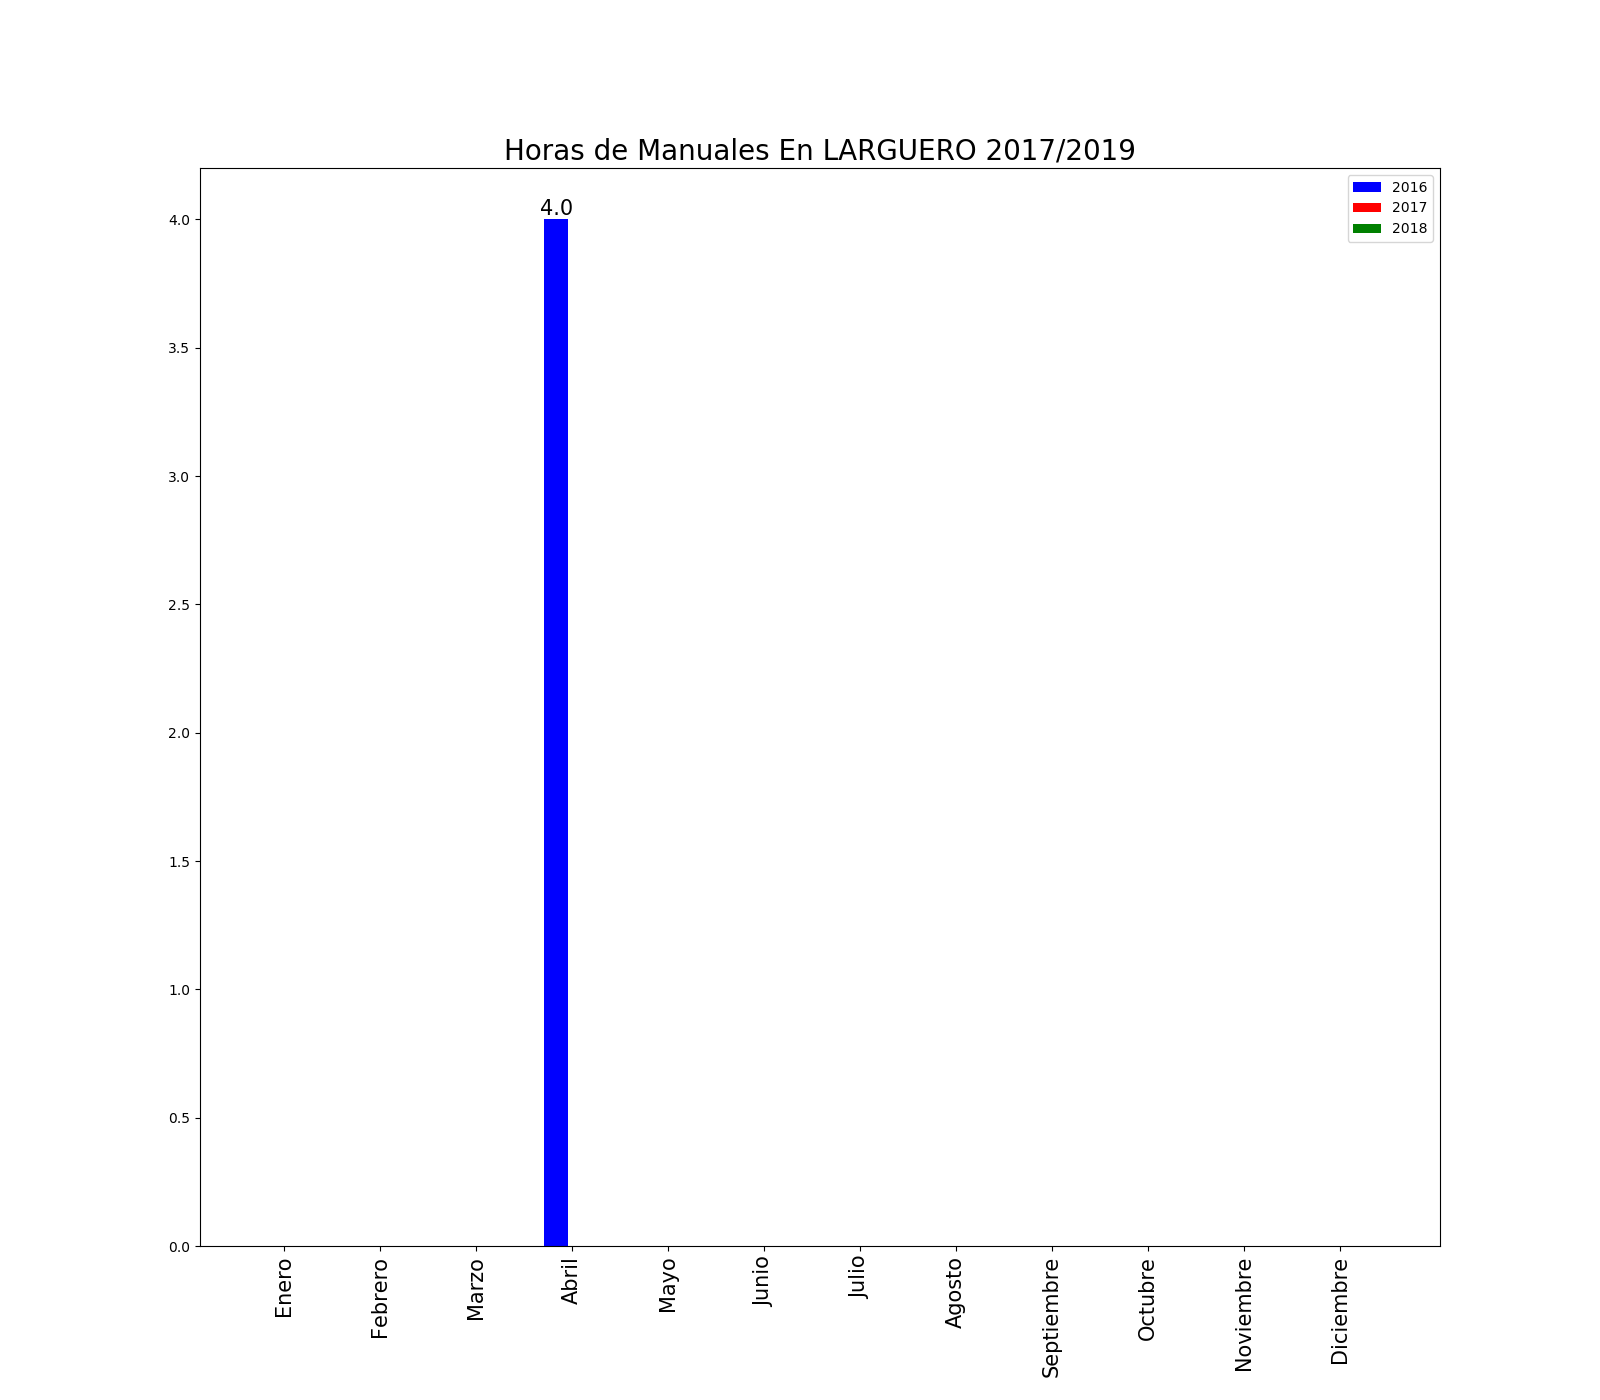 Horas de Manuales En LARGUERO 2017/2019
2016
2017
2018
4.0
4.0
3.5
3.0
2.5
2.0
1.5
1.0
0.5
0.0
Enero
Febrero
Marzo
Abril
Mayo
Junio
Julio
Agosto
Septiembre
Octubre
Noviembre
Diciembre